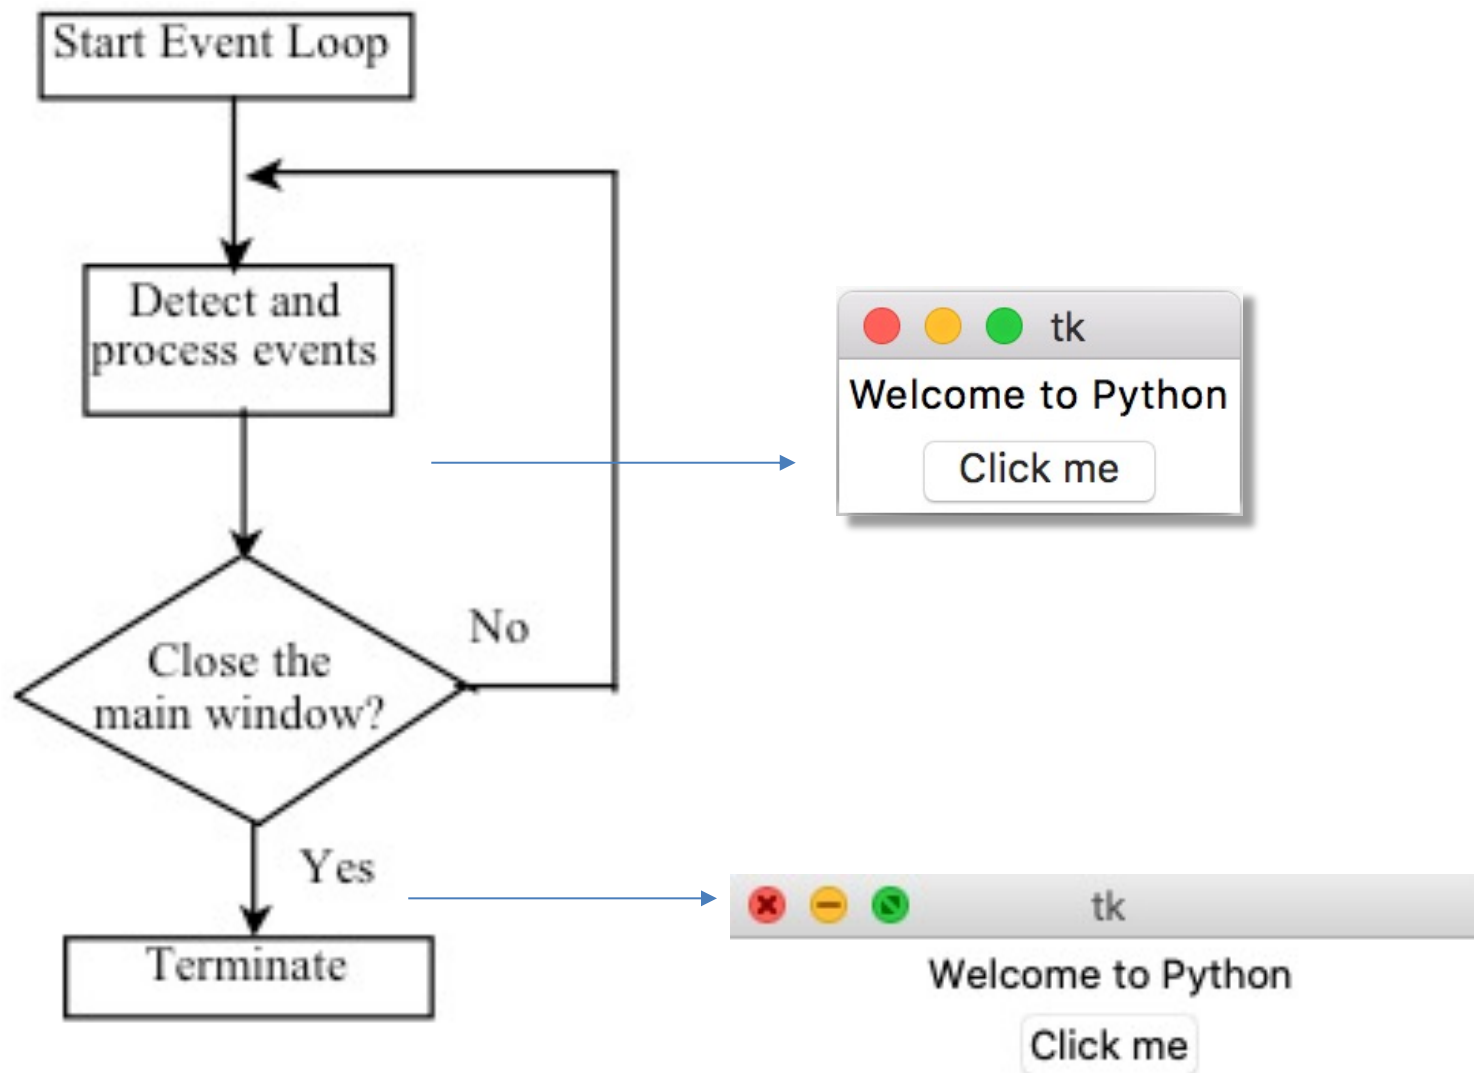 Start Event Loop
Detect and
process events
Close the
main window?
No
Yes
Terminate
tk
Welcome to Python
Click me
tk
Welcome to Python
Click me